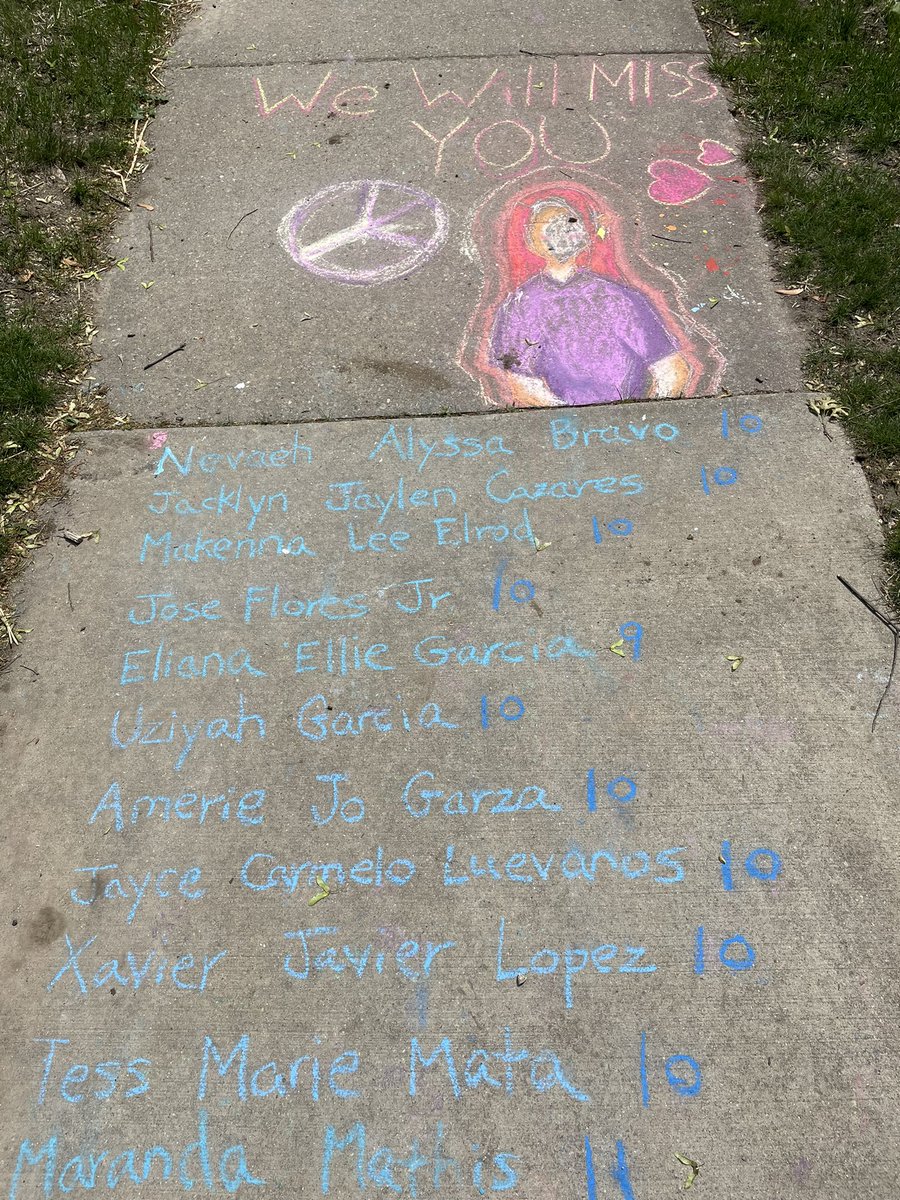 We Will MISS
YOU
Nevaeh Alyssa Bravo 10
Jacklyn Jaylen Cazares 10
Makenna Lee Elrod 10
Jose Flores Jr 10
Eliana Ellie Garcia 9
Uziyah Garcia 10
Amerie Jo Garza 10
Jayce Carmelo Luevanos 10
Xavier Javier Lopez 10
Tess Marie Mata 10
Maranda Mathis 11